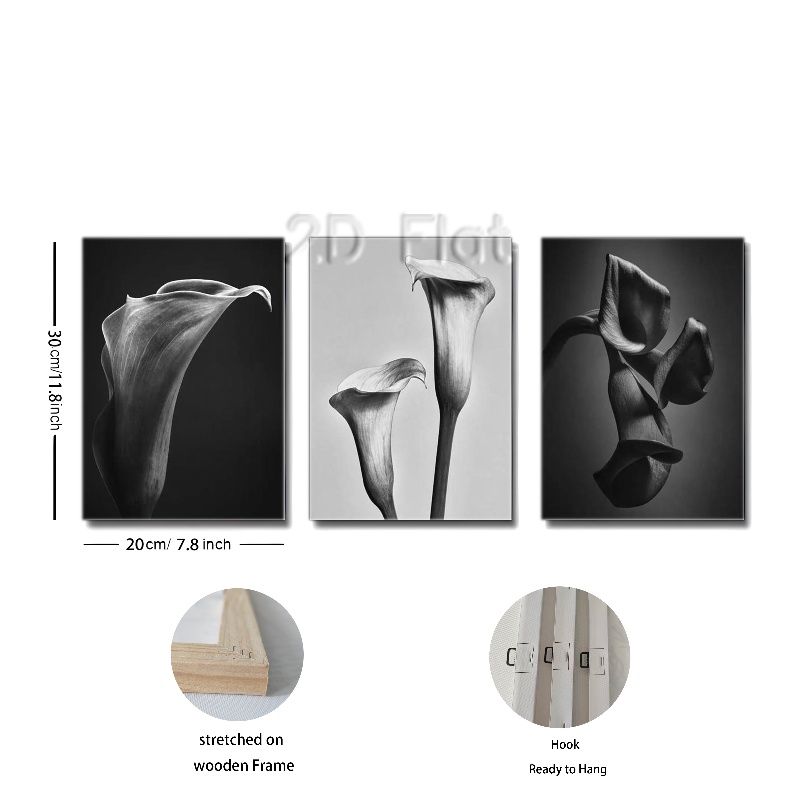 2D Flat
30cm/11.8inch
20cm/ 7.8 inch
stretched on
wooden Frame
Hook
Ready to Hang